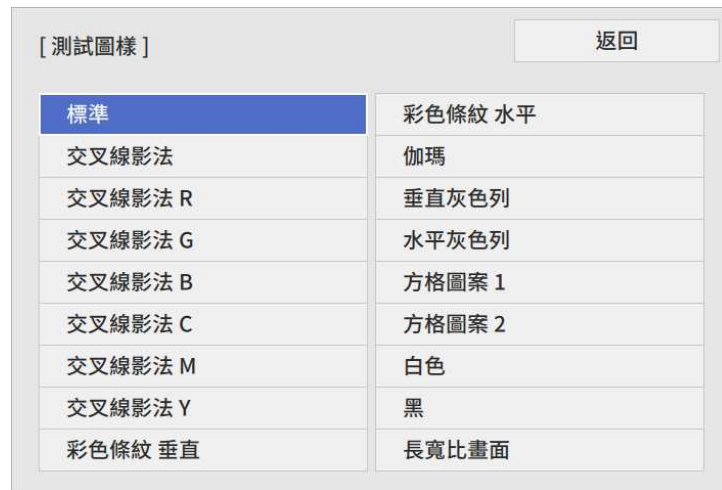 [ 測試圖樣 ]
返回
標準
交叉線影法
交叉線影法 R
交叉線影法 G
交叉線影法 B
交叉線影法 C
交叉線影法 M
交叉線影法 Y
彩色條紋 垂直
彩色條紋 水平
伽瑪
垂直灰色列
水平灰色列
方格圖案 1
方格圖案 2
白色
黑
長寬比畫面